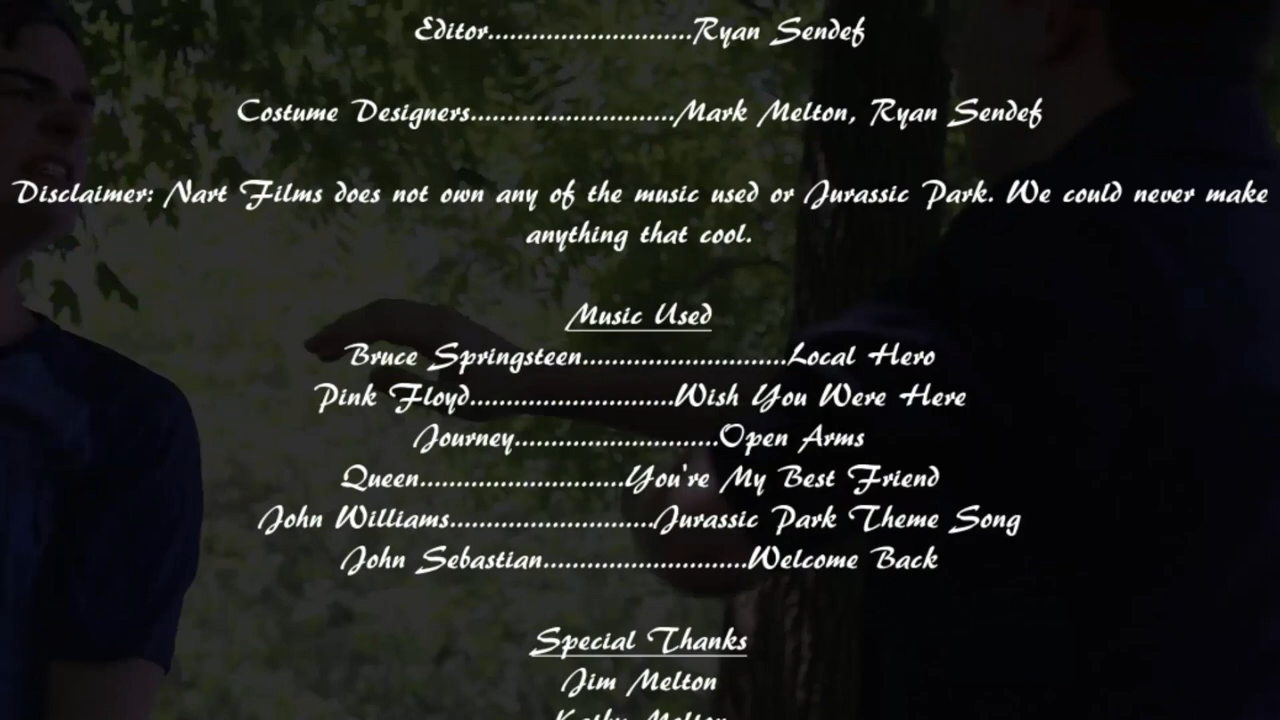 Editor............................Ryan Sendef
Costume Designers............................Mark Melton, Ryan Sendef
Disclaimer: Nart Films does not own any of the music used or Jurassic Park. We could never make
anything that cool.
Music Used
Bruce Springsteen............................Local Hero
Pink Floyd............................Wish You Were Here
Journey............................Open Arms
Queen............................You're My Best Friend
John Williams............................Jurassic Park Theme Song
John Sebastian............................Welcome Back
Special Thanks
Jim Melton
Kathy Melton